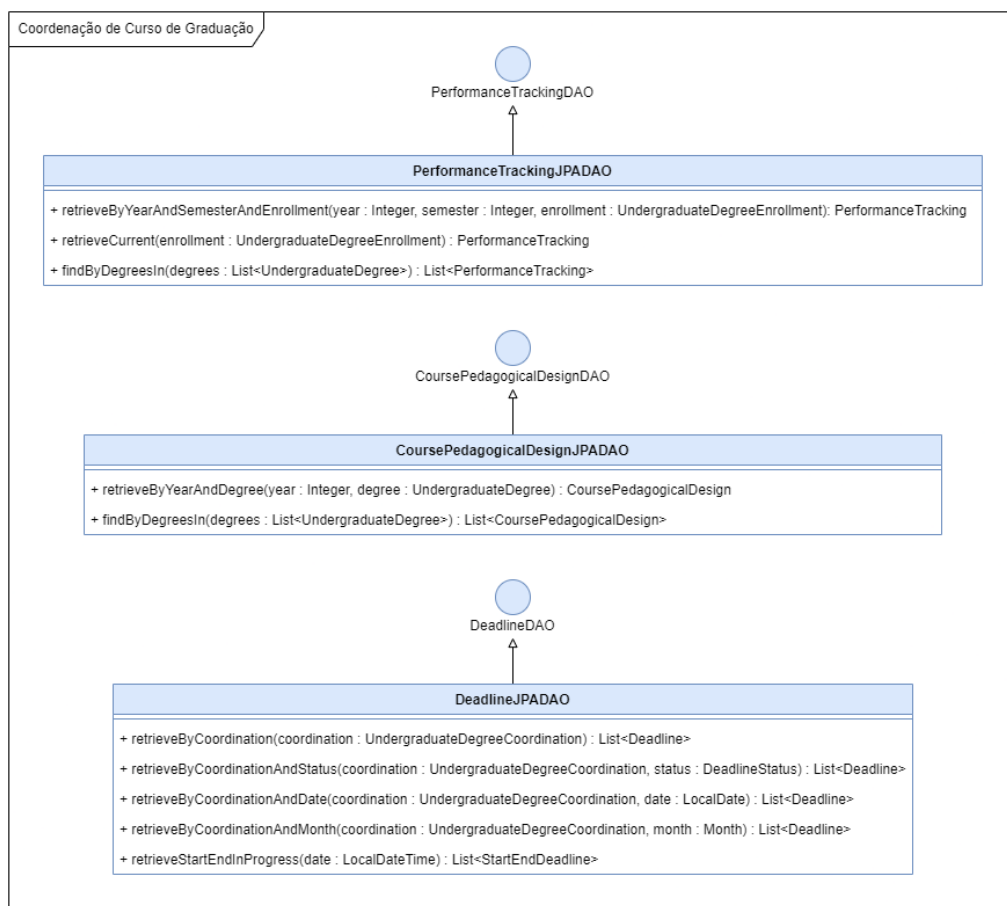 Coordenação de Curso de Graduação
PerformanceTrackingDAO
PerformanceTrackingJPADAO
+ retrieveByYearAndSemesterAndEnrollment(year : Integer, semester : Integer, enrollment : UndergraduateDegreeEnrollment): PerformanceTracking
+ retrieveCurrent(enrollment : UndergraduateDegreeEnrollment) : PerformanceTracking
+ findByDegreesIn(degrees : List<UndergraduateDegree>) : List<PerformanceTracking>
CoursePedagogicalDesignDAO
CoursePedagogicalDesignJPADAO
+ retrieveByYearAndDegree(year : Integer, degree : UndergraduateDegree) : CoursePedagogicalDesign
+ findByDegreesIn(degrees : List<UndergraduateDegree>) : List<CoursePedagogicalDesign>
DeadlineDAO
DeadlineJPADAO
+ retrieveByCoordination(coordination : UndergraduateDegreeCoordination) : List<Deadline>
+ retrieveByCoordinationAndStatus(coordination : UndergraduateDegreeCoordination, status : DeadlineStatus) : List<Deadline>
+ retrieveByCoordinationAndDate(coordination : UndergraduateDegreeCoordination, date : LocalDate) : List<Deadline>
+ retrieveByCoordinationAndMonth(coordination : UndergraduateDegreeCoordination, month : Month) : List<Deadline>
+ retrieveStartEndInProgress(date : LocalDateTime) : List<StartEndDeadline>